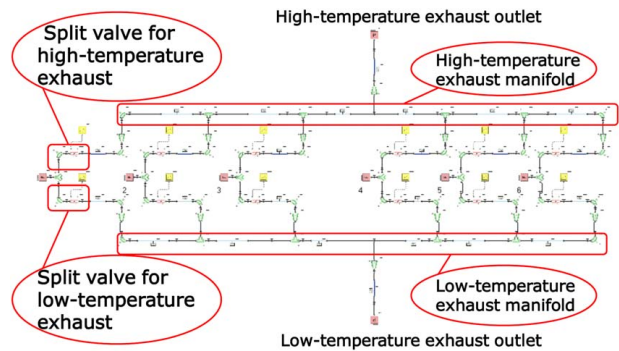 High-temperature exhaust outlet
Split valve for
high-temperature
exhaust
High-temperature
exhaust manifold
2
3
4
5
6
Split valve for
low-temperature
exhaust
Low-temperature
exhaust manifold
Low-temperature exhaust outlet